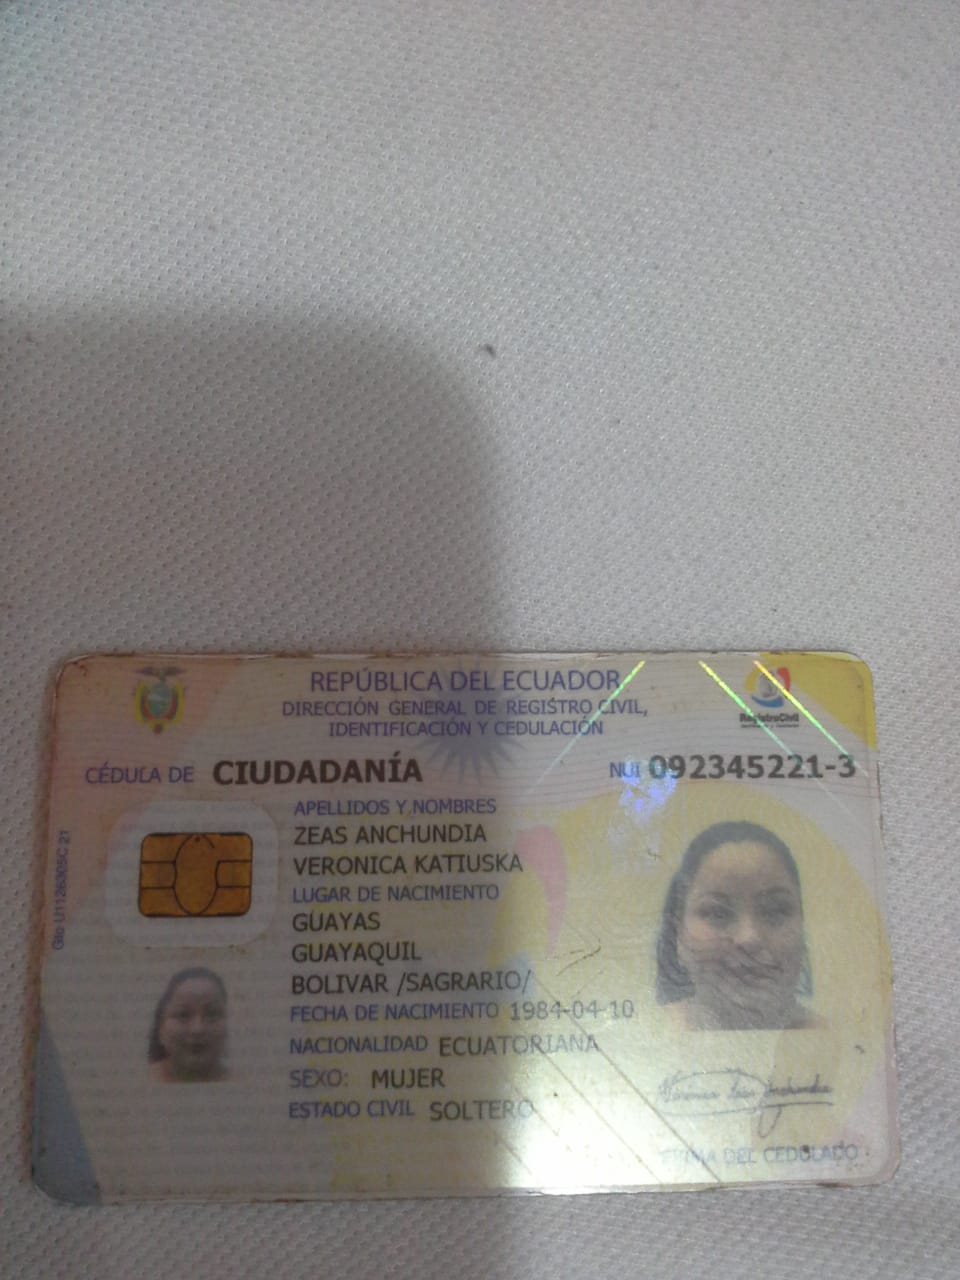 REPÚBLICA DEL ECUADOR
DIRECCIÓN GENERAL DE REGISTRO CIVIL,
IDENTIFICACIÓN Y CEDULACIÓN
RegistroCivil
CÉDULA DE CIUDADANÍA
NUI 092345221-3
APELLIDOS Y NOMBRES
ZEAS ANCHUNDIA
VERONICA KATIUSKA
LUGAR DE NACIMIENTO
GUAYAS
GUAYAQUIL
BOLIVAR /SAGRARIO/
FECHA DE NACIMIENTO 1984-04-10
NACIONALIDAD ECUATORIANA
SEXO: MUJER
ESTADO CIVIL SOLTERO
FIRMA DEL CEDULADO